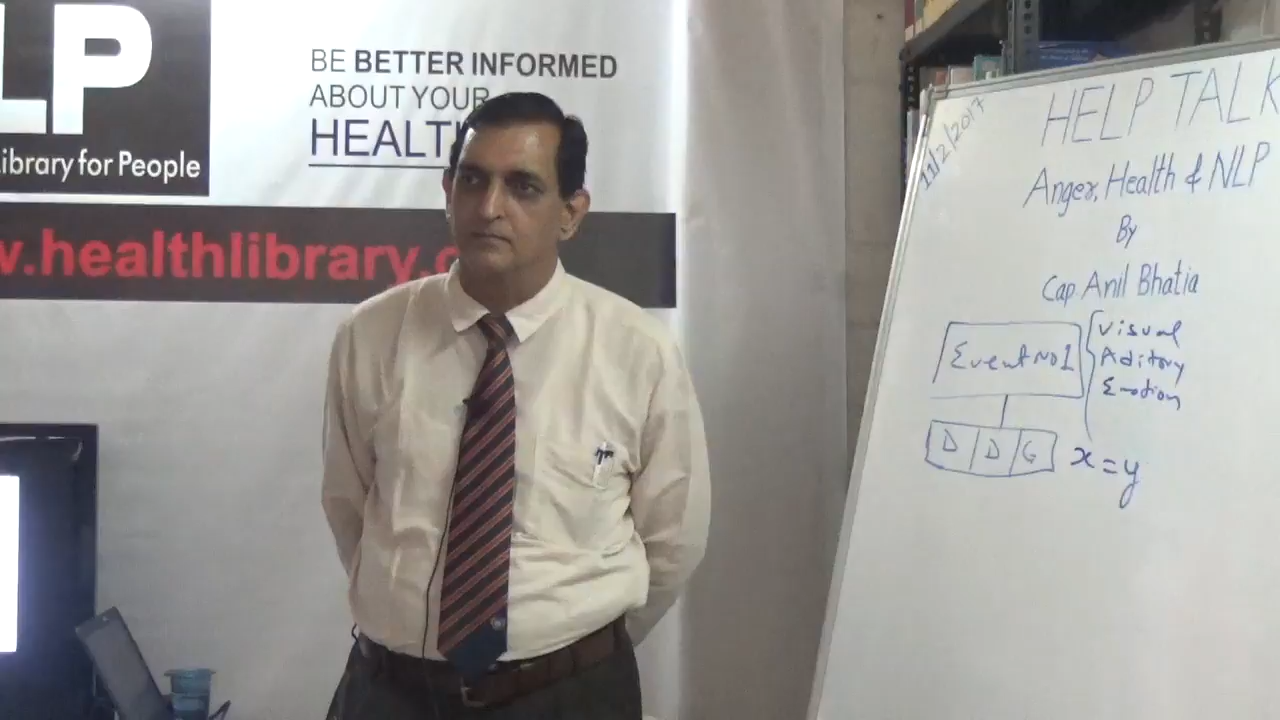 LP
Library for People
BE BETTER INFORMED
ABOUT YOUR
HEALT
w.healthlibrary.
11/2/2017
HELP TALK
Anger, Health & NLP
By
Cap Anil Bhatia
Event No 1
Visual
Aditory
Emotion
D D G
x = y